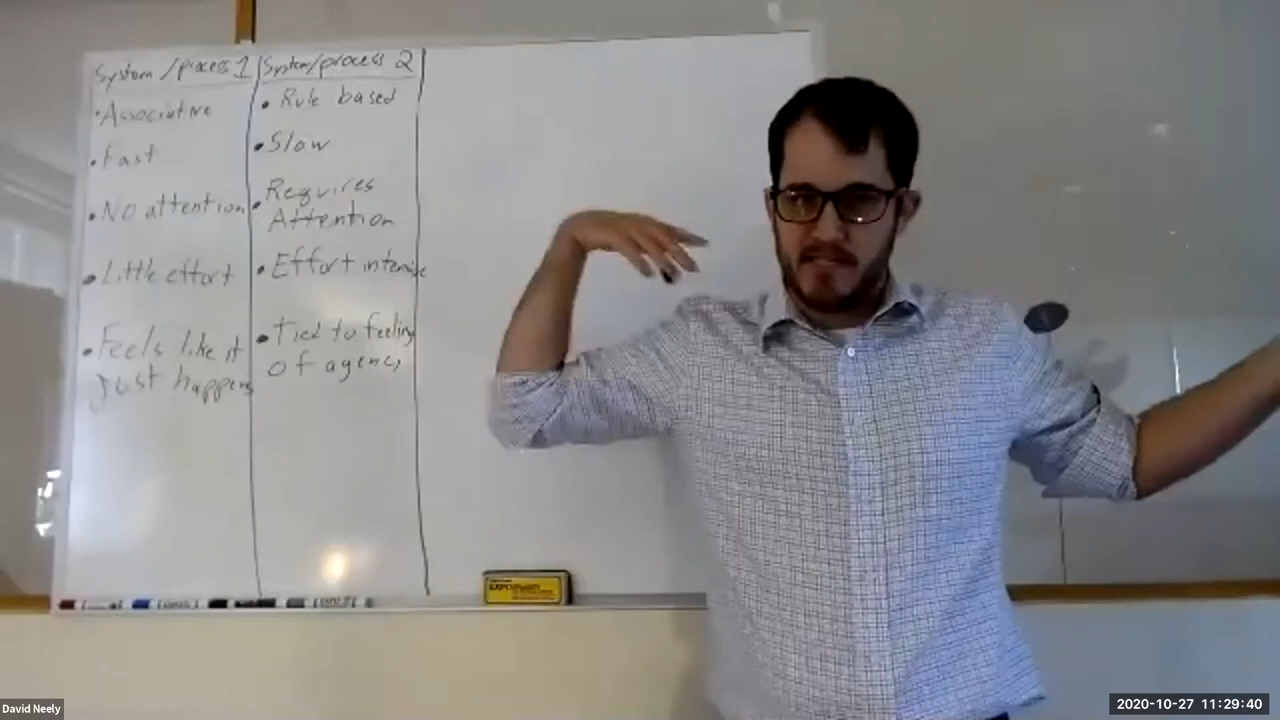 System/process 1
• Associative
• Fast
• No attention
• Little effort
• Feels like it
Just happens
System/process 2
• Rule based
• Slow
• Requires
Attention
• Effort intensive
• Tied to feeling
of agency
EXPO
David Neely
2020-10-27 11:29:40